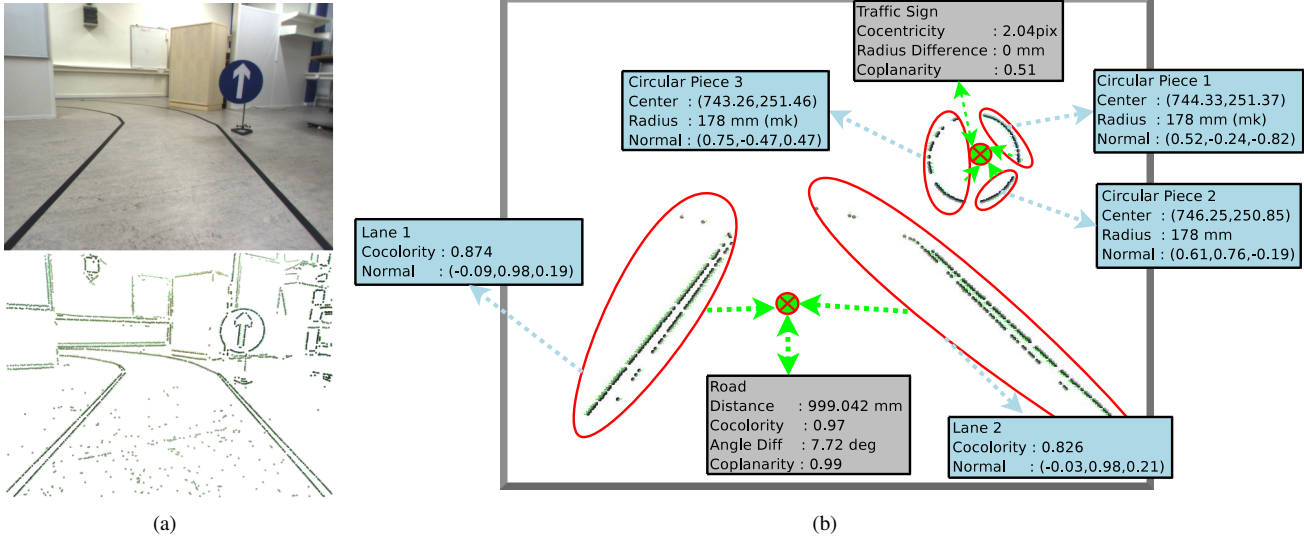 Traffic Sign
Cocentricity : 2.04pix
Radius Difference : 0 mm
Coplanarity : 0.51
Circular Piece 3
Center : (743.26,251.46)
Radius : 178 mm (mk)
Normal : (0.75,-0.47,0.47)
Circular Piece 1
Center : (744.33,251.37)
Radius : 178 mm (mk)
Normal : (0.52,-0.24,-0.82)
Circular Piece 2
Center : (746.25,250.85)
Radius : 178 mm
Normal : (0.61,0.76,-0.19)
Lane 1
Cocolority : 0.874
Normal : (-0.09,0.98,0.19)
Road
Distance : 999.042 mm
Cocolority : 0.97
Angle Diff : 7.72 deg
Coplanarity : 0.99
Lane 2
Cocolority : 0.826
Normal : (-0.03,0.98,0.21)
(a)
(b)